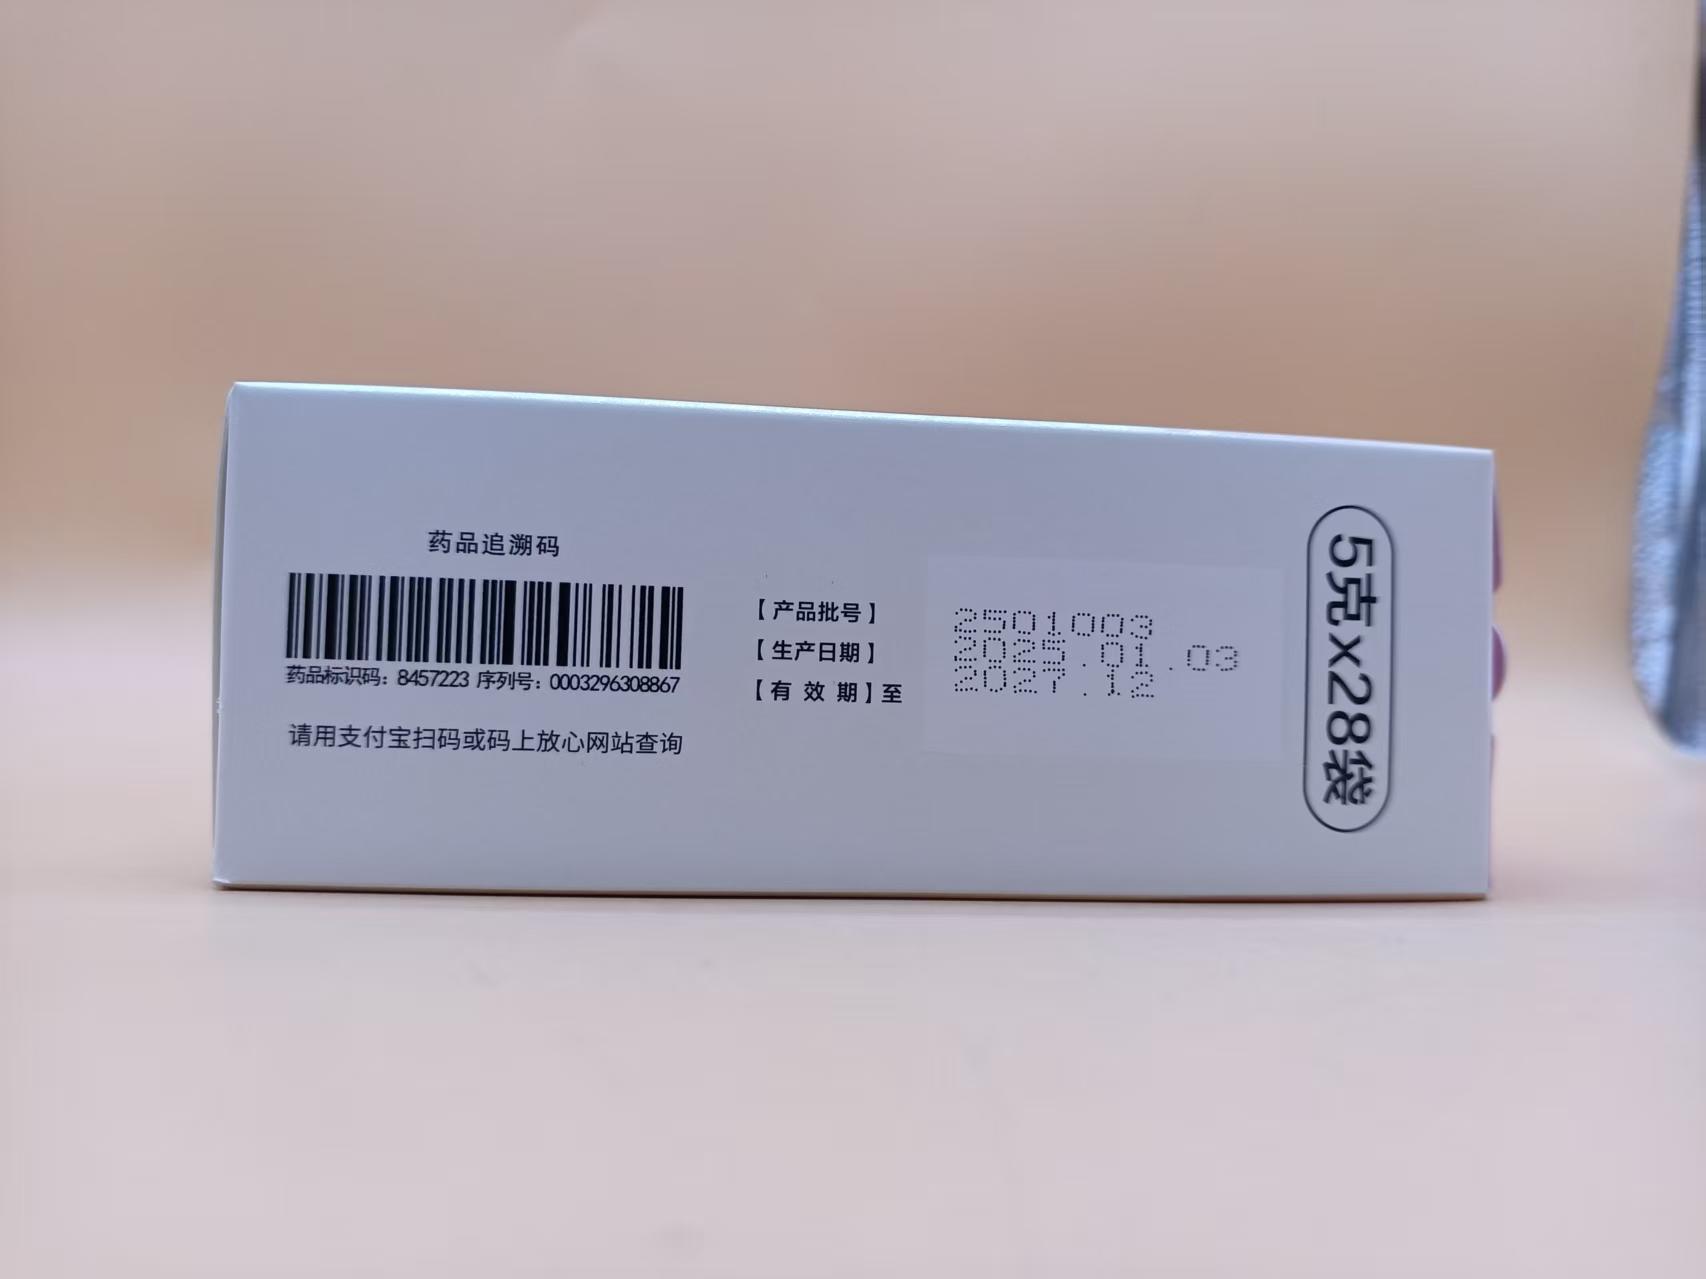 药品追溯码
药品标识码：8457223 序列号：0003296308867
请用支付宝扫码或码上放心网站查询
【产品批号】 2501003
【生产日期】 2025.01.03
【有 效 期】至 2027.12
5克x28袋